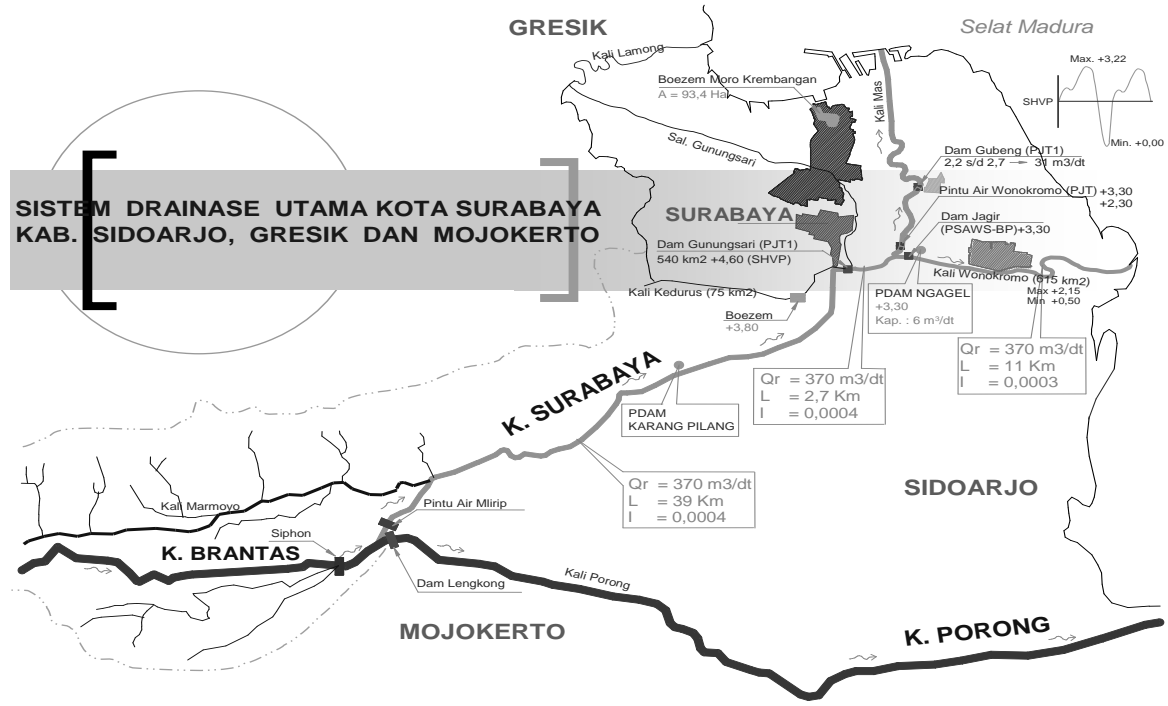 GRESIK
Selat Madura
Kali Lamong
Max. +3,22
SHVP
Min. +0,00
Boezem Moro Krembangan
A = 93,4 Ha
Kali Mas
Sal. Gunungsari
Dam Gubeng (PJT1)
2,2 s/d 2,7 → 31 m3/dt
Pintu Air Wonokromo (PJT) +3,30
+2,30
SISTEM DRAINASE UTAMA KOTA SURABAYA
KAB. SIDOARJO, GRESIK DAN MOJOKERTO
SURABAYA
Dam Jagir
(PSAWS-BP)+3,30
Dam Gunungsari (PJT1)
540 km2 +4,60 (SHVP)
Kali Wonokromo (615 km2)
Max +2,15
Min +0,50
Kali Kedurus (75 km2)
PDAM NGAGEL
+3,30
Kap. : 6 m³/dt
Boezem
+3,80
Qr = 370 m3/dt
L = 11 Km
I = 0,0003
Qr = 370 m3/dt
L = 2,7 Km
I = 0,0004
K. SURABAYA
PDAM
KARANG PILANG
Qr = 370 m3/dt
L = 39 Km
I = 0,0004
SIDOARJO
Kali Marmoyo
Pintu Air Mlirip
Siphon
K. BRANTAS
Dam Lengkong
Kali Porong
MOJOKERTO
K. PORONG